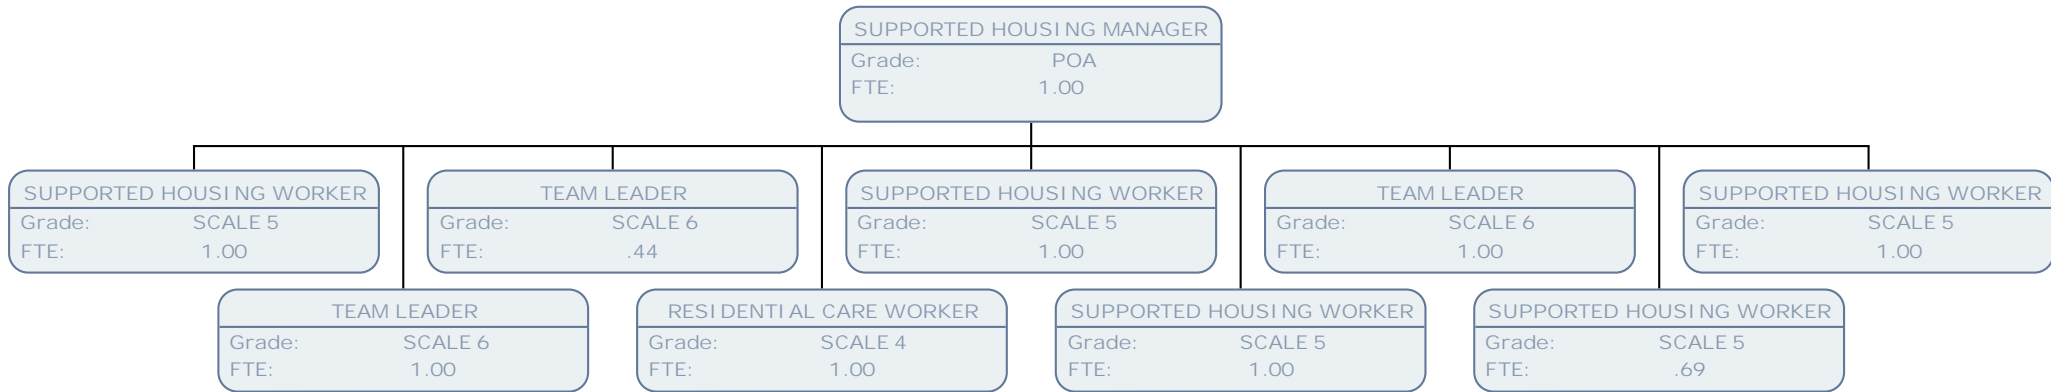 SUPPORTED HOUSING MANAGER
Grade: POA
FTE: 1.00
SUPPORTED HOUSING WORKER
Grade: SCALE 5
FTE: 1.00
TEAM LEADER
Grade: SCALE 6
FTE: .44
SUPPORTED HOUSING WORKER
Grade: SCALE 5
FTE: 1.00
TEAM LEADER
Grade: SCALE 6
FTE: 1.00
SUPPORTED HOUSING WORKER
Grade: SCALE 5
FTE: 1.00
TEAM LEADER
Grade: SCALE 6
FTE: 1.00
RESIDENTIAL CARE WORKER
Grade: SCALE 4
FTE: 1.00
SUPPORTED HOUSING WORKER
Grade: SCALE 5
FTE: 1.00
SUPPORTED HOUSING WORKER
Grade: SCALE 5
FTE: .69